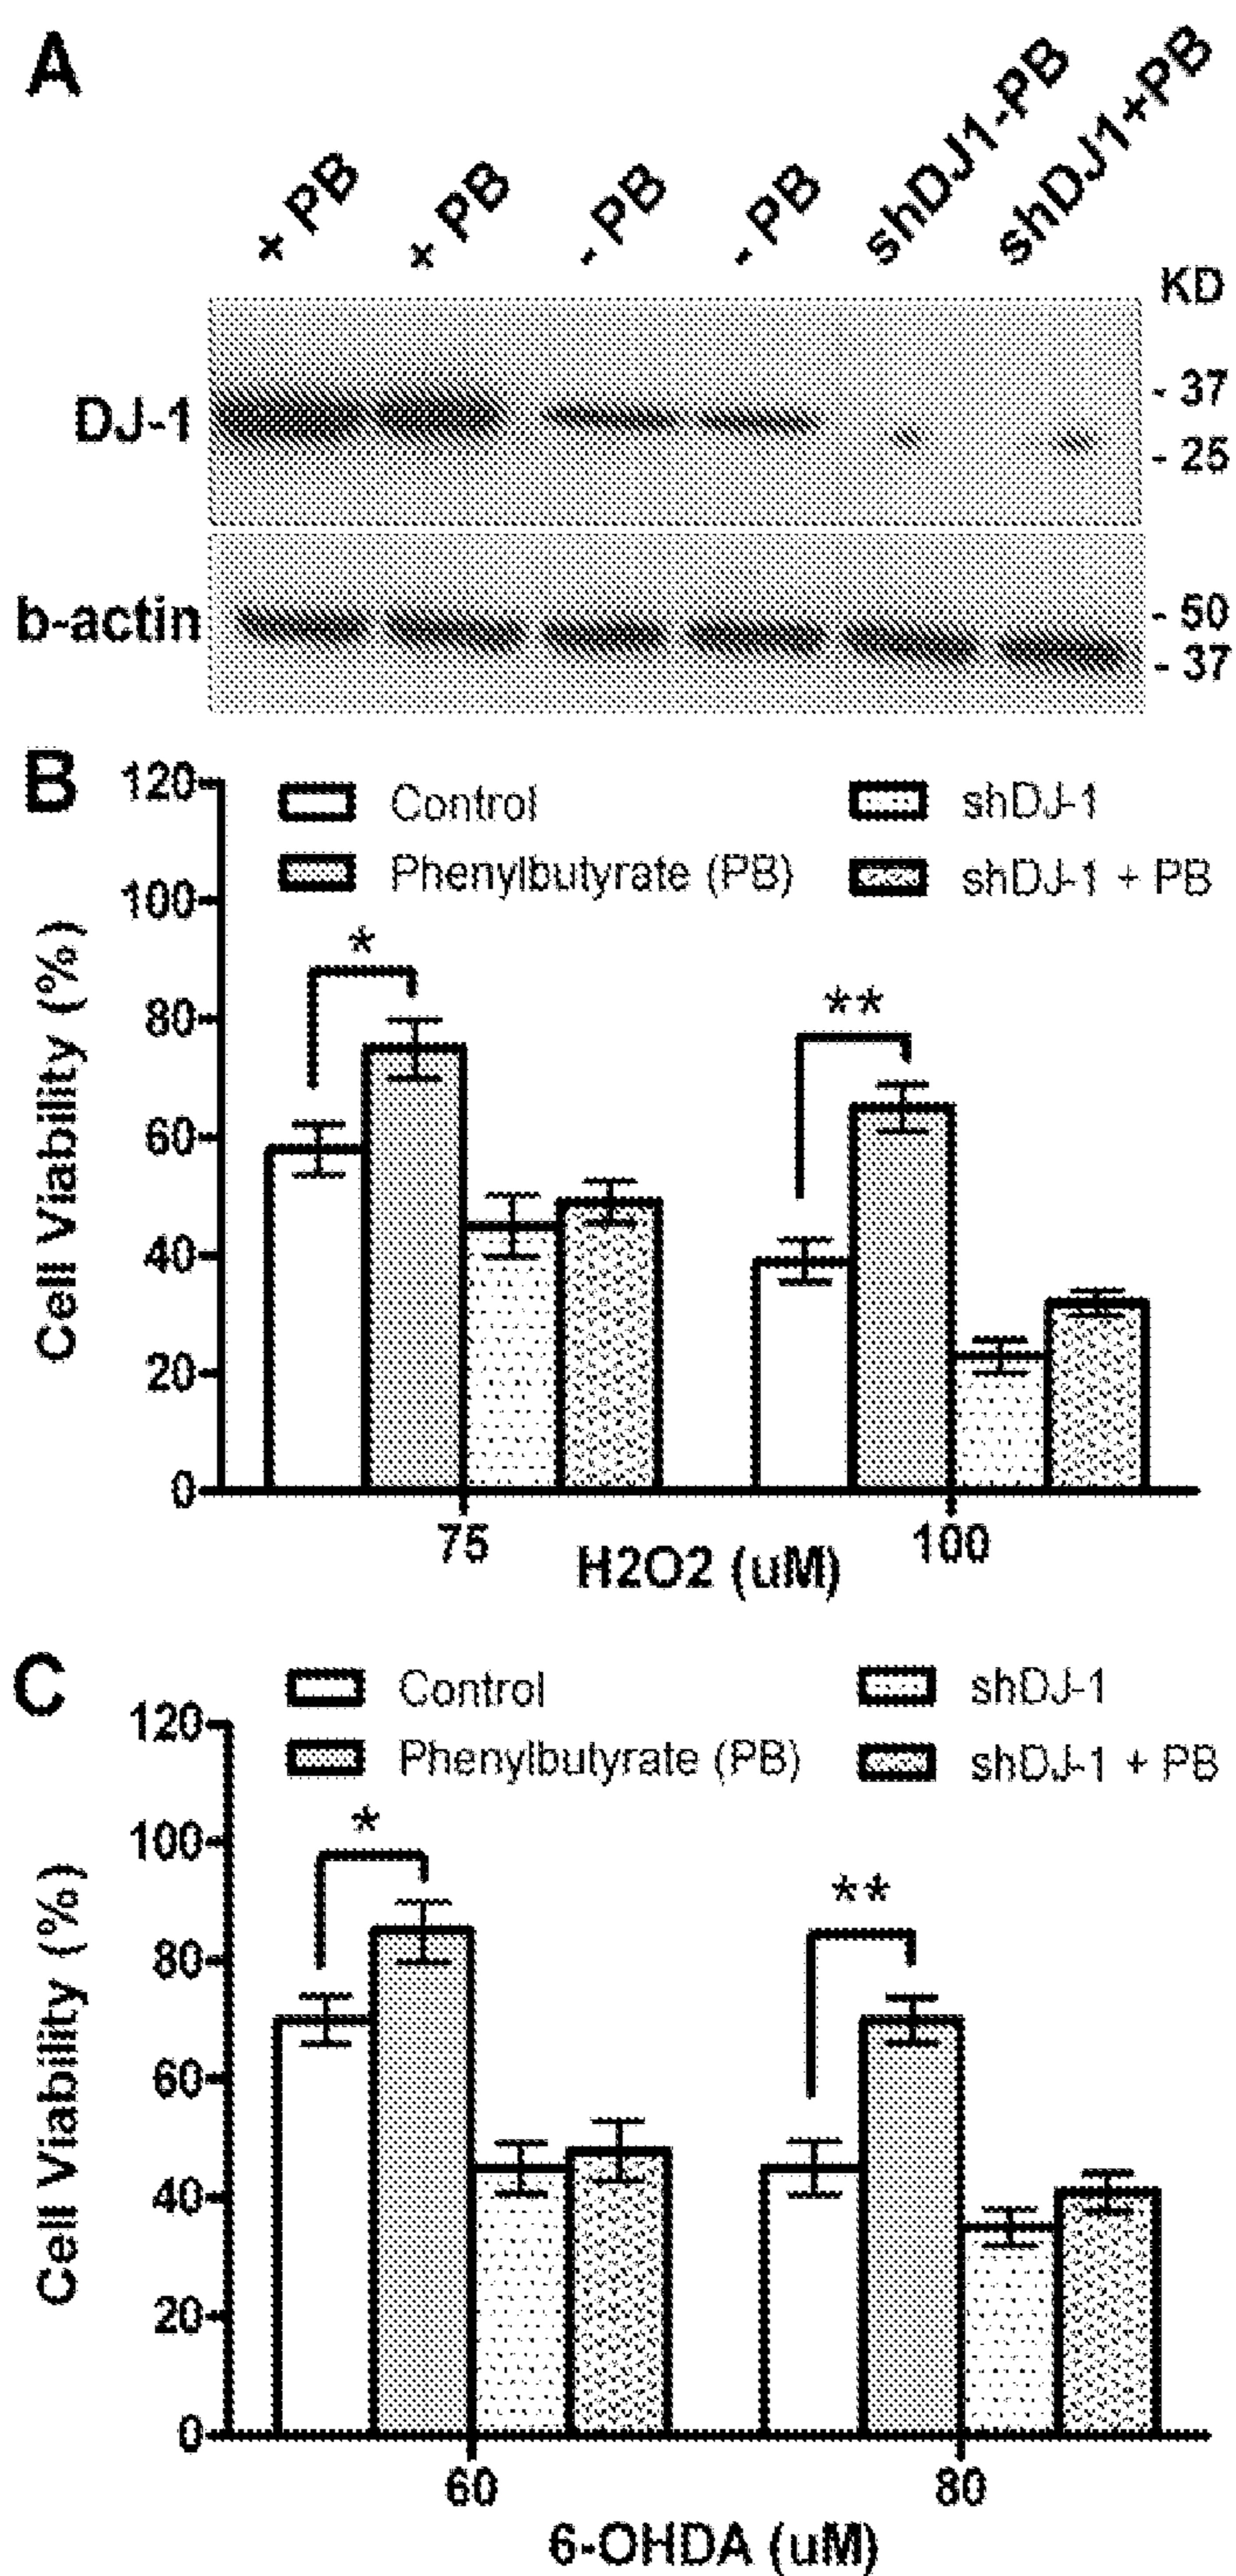 A
+ PB + PB - PB - PB shDJ1-PB shDJ1+PB
KD
DJ-1
- 37
- 25
b-actin
- 50
- 37
B
Control shDJ-1
Phenylbutyrate (PB) shDJ-1 + PB
Cell Viability (%)
120
100
80
60
40
20
0
* **
75 100
H2O2 (uM)
C
Control shDJ-1
Phenylbutyrate (PB) shDJ-1 + PB
Cell Viability (%)
120
100
80
60
40
20
0
* **
60 80
6-OHDA (uM)